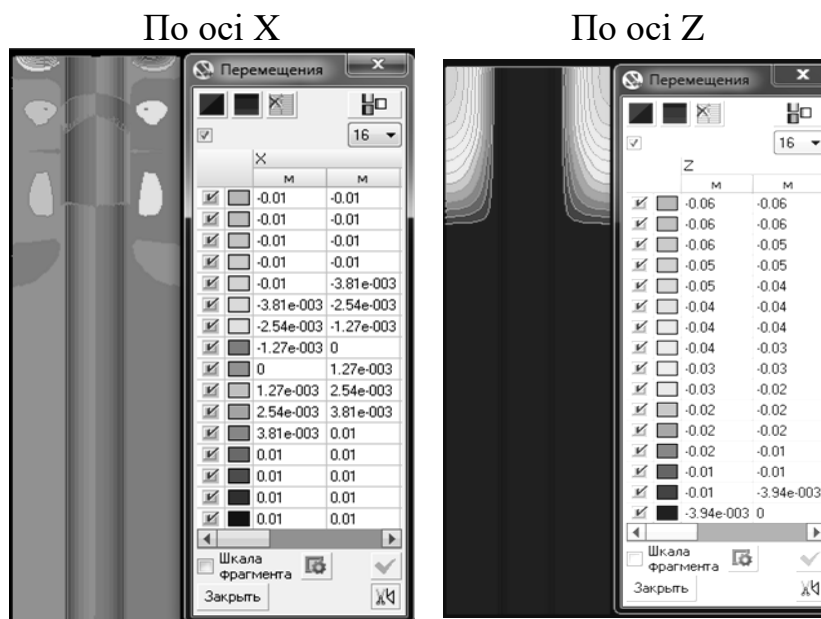 По осі X
По осі Z
Перемещения
16
X
м м
-0.01 -0.01
-0.01 -0.01
-0.01 -0.01
-0.01 -0.01
-0.01 -3.81e-003
-3.81e-003 -2.54e-003
-2.54e-003 -1.27e-003
-1.27e-003 0
0 1.27e-003
1.27e-003 2.54e-003
2.54e-003 3.81e-003
3.81e-003 0.01
0.01 0.01
0.01 0.01
0.01 0.01
0.01 0.01
Шкала
фрагмента
Закрыть
Перемещения
16
Z
м м
-0.06 -0.06
-0.06 -0.06
-0.06 -0.05
-0.05 -0.05
-0.05 -0.04
-0.04 -0.04
-0.04 -0.04
-0.04 -0.03
-0.03 -0.03
-0.03 -0.02
-0.02 -0.02
-0.02 -0.02
-0.02 -0.01
-0.01 -0.01
-0.01 -3.94e-003
-3.94e-003 0
Шкала
фрагмента
Закрыть